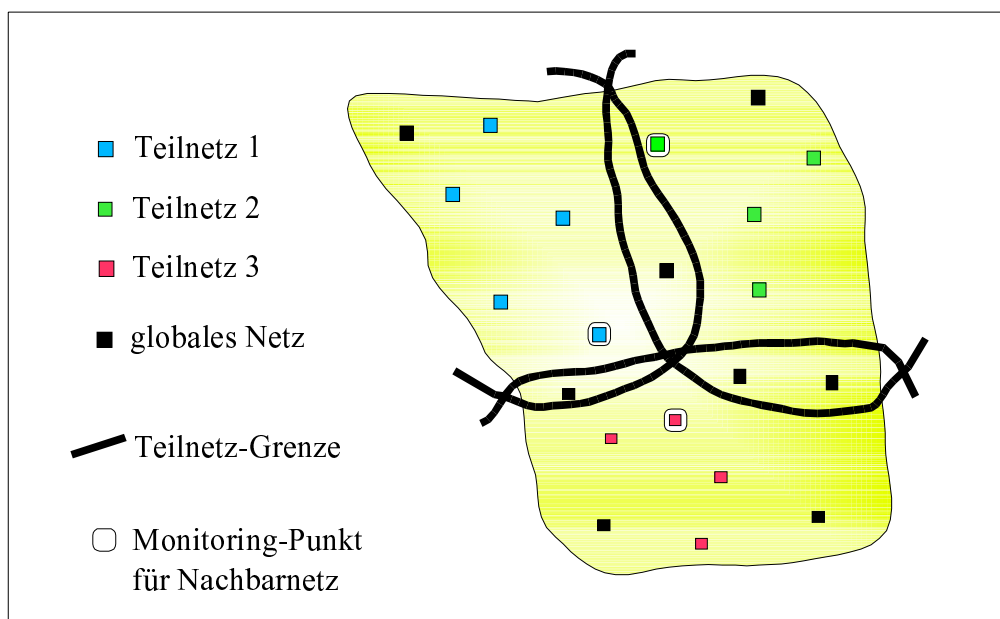 Teilnetz 1
Teilnetz 2
Teilnetz 3
globales Netz
Teilnetz-Grenze
Monitoring-Punkt
für Nachbarnetz